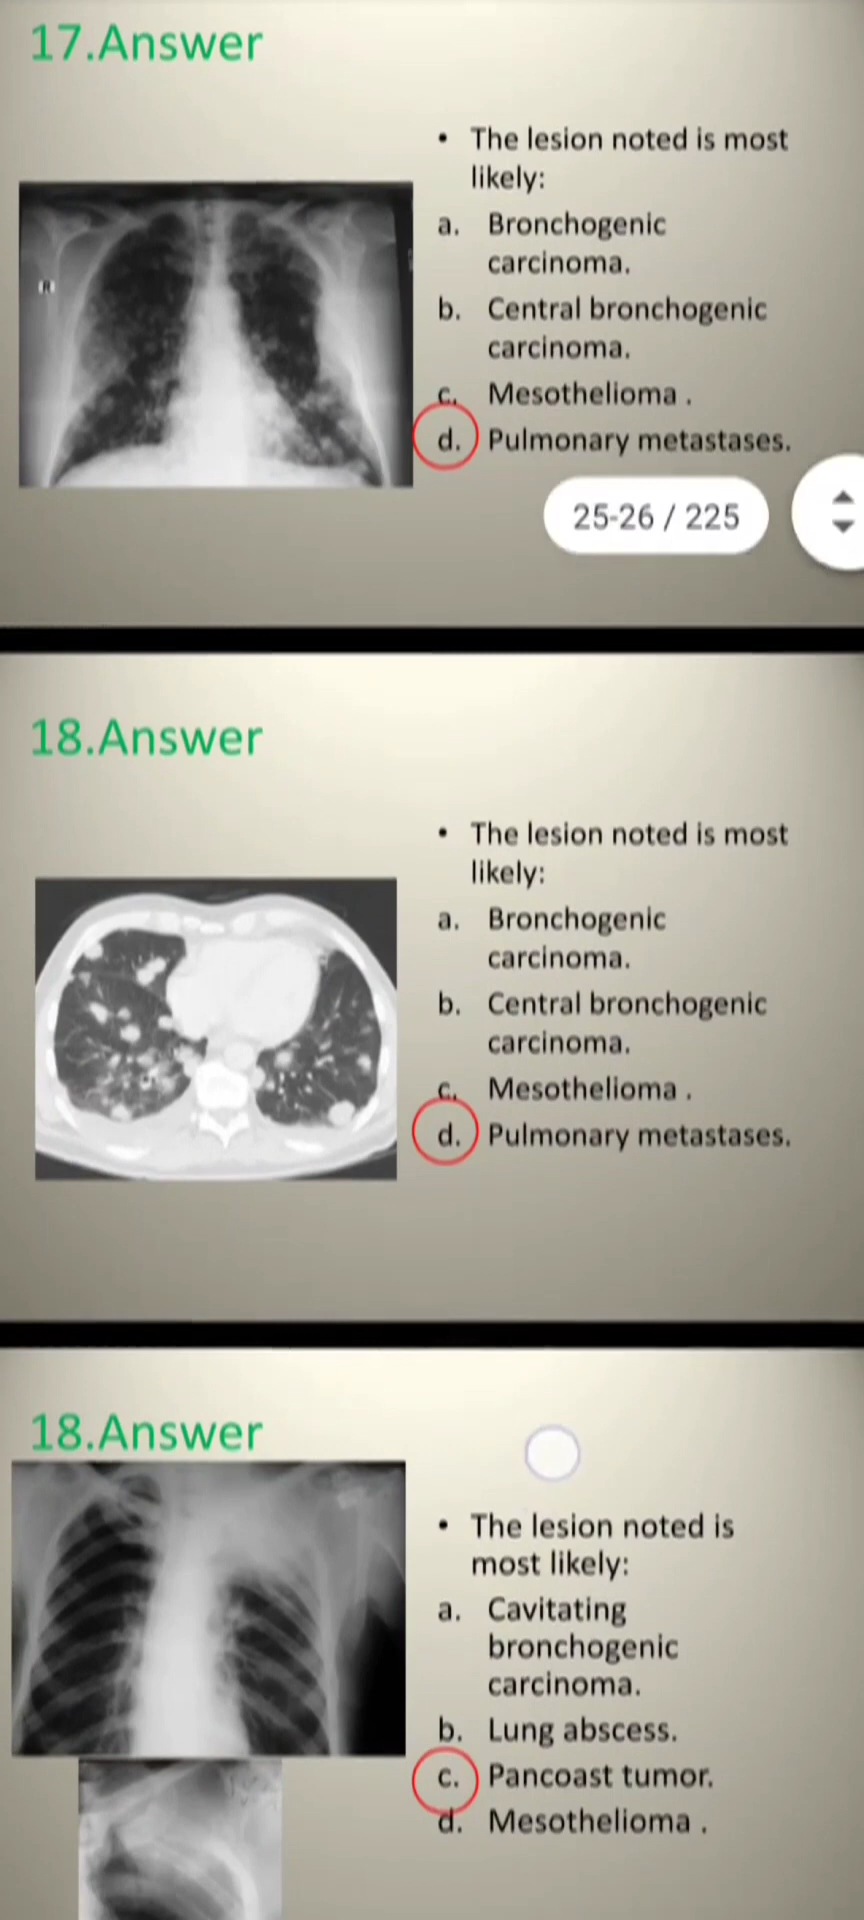 17.Answer
• The lesion noted is most
likely:
a. Bronchogenic
carcinoma.
b. Central bronchogenic
carcinoma.
c. Mesothelioma .
d. Pulmonary metastases.
R
25-26 / 225
18.Answer
• The lesion noted is most
likely:
a. Bronchogenic
carcinoma.
b. Central bronchogenic
carcinoma.
c. Mesothelioma .
d. Pulmonary metastases.
18.Answer
• The lesion noted is
most likely:
a. Cavitating
bronchogenic
carcinoma.
b. Lung abscess.
c. Pancoast tumor.
d. Mesothelioma .